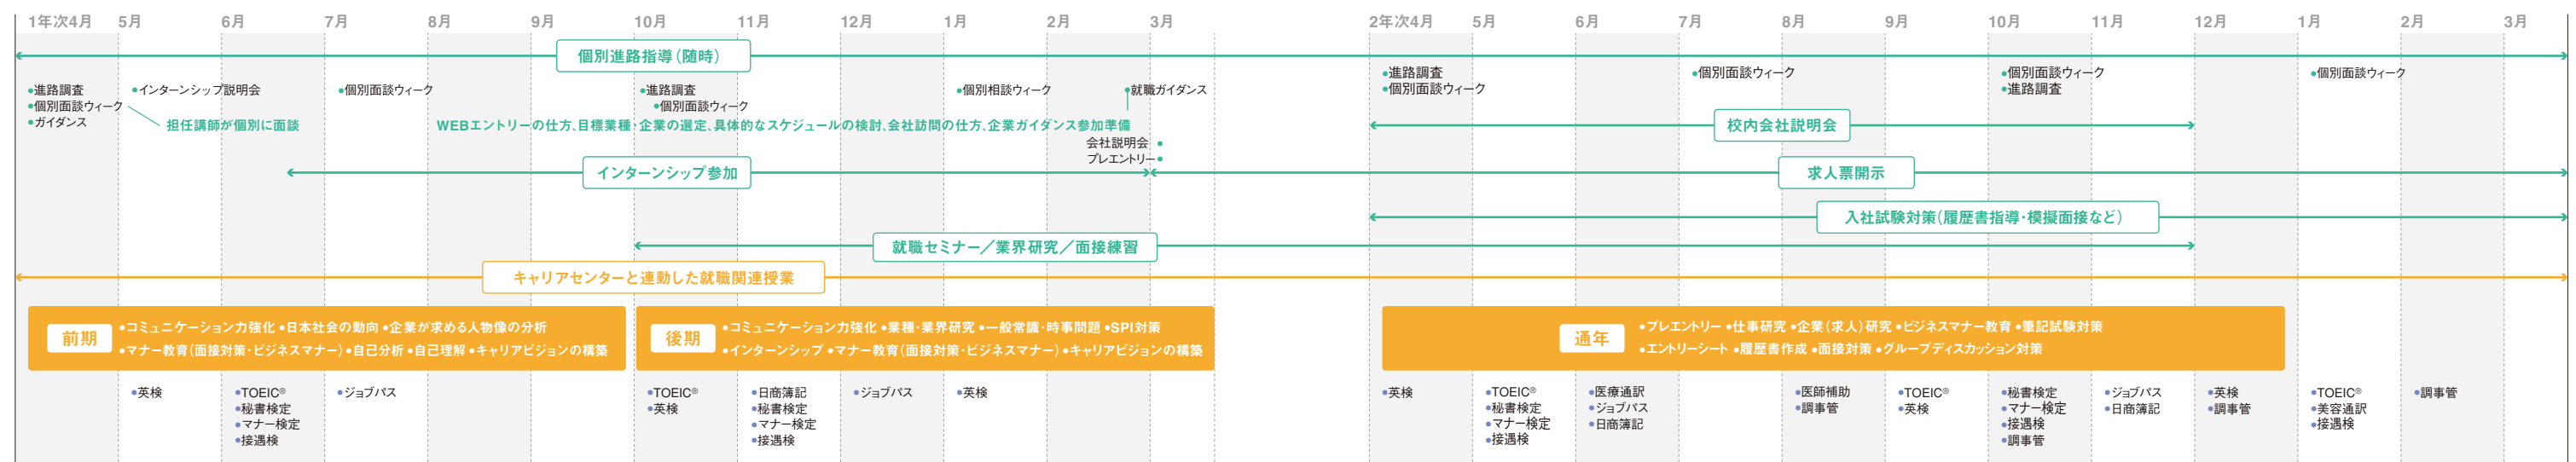 1年次4月 5月 6月 7月 8月 9月 10月 11月 12月 1月 2月 3月 2年次4月 5月 6月 7月 8月 9月 10月 11月 12月 1月 2月 3月
個別進路指導（随時）
●進路調査
●個別面談ウィーク
●ガイダンス
担任講師が個別に面談
●インターンシップ説明会
●個別面談ウィーク
●進路調査
●個別面談ウィーク
●個別相談ウィーク
●就職ガイダンス
WEBエントリーの仕方、目標業種・企業の選定、具体的なスケジュールの検討、会社訪問の仕方、企業ガイダンス参加準備
会社説明会●
プレエントリー●
●進路調査
●個別面談ウィーク
●個別面談ウィーク
●個別面談ウィーク
●進路調査
●個別面談ウィーク
校内会社説明会
インターンシップ参加
求人票開示
入社試験対策（履歴書指導・模擬面接など）
就職セミナー／業界研究／面接練習
キャリアセンターと連動した就職関連授業
前期
●コミュニケーション力強化 ●日本社会の動向 ●企業が求める人物像の分析
●マナー教育（面接対策・ビジネスマナー） ●自己分析 ●自己理解 ●キャリアビジョンの構築
後期
●コミュニケーション力強化 ●業種・業界研究 ●一般常識・時事問題 ●SPI対策
●インターンシップ ●マナー教育（面接対策・ビジネスマナー） ●キャリアビジョンの構築
通年
●プレエントリー ●仕事研究 ●企業（求人）研究 ●ビジネスマナー教育 ●筆記試験対策
●エントリーシート ●履歴書作成 ●面接対策 ●グループディスカッション対策
●英検
●TOEIC®
●秘書検定
●マナー検定
●接遇検
●ジョブパス
●TOEIC®
●英検
●日商簿記
●秘書検定
●マナー検定
●接遇検
●ジョブパス
●英検
●英検
●TOEIC®
●秘書検定
●マナー検定
●接遇検
●医療通訳
●ジョブパス
●日商簿記
●医師補助
●調事管
●TOEIC®
●英検
●秘書検定
●マナー検定
●接遇検
●調事管
●ジョブパス
●日商簿記
●英検
●調事管
●TOEIC®
●美容通訳
●接遇検
●調事管